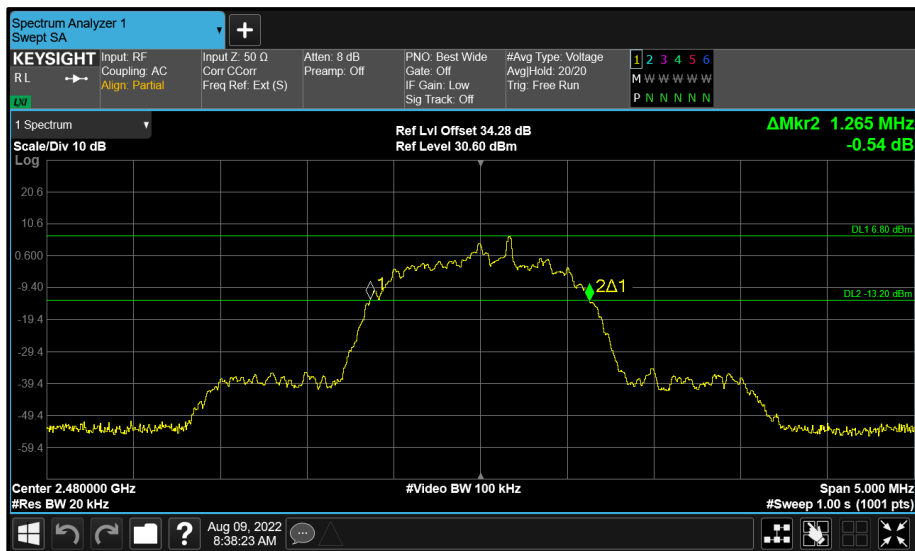 Spectrum Analyzer 1
Swept SA
KEYSIGHT
R L
LXI
Input: RF
Coupling: AC
Align: Partial
Input Z: 50 Ω
Corr CCorr
Freq Ref: Ext (S)
Atten: 8 dB
Preamp: Off
PNO: Best Wide
Gate: Off
IF Gain: Low
Sig Track: Off
#Avg Type: Voltage
Avg|Hold: 20/20
Trig: Free Run
1 2 3 4 5 6
M W W W W W
P N N N N N
1 Spectrum
Scale/Div 10 dB
Log
Ref Lvl Offset 34.28 dB
Ref Level 30.60 dBm
ΔMkr2 1.265 MHz
-0.54 dB
20.6
10.6
DL1 6.80 dBm
0.600
-9.40
1
2Δ1
DL2 -13.20 dBm
-19.4
-29.4
-39.4
-49.4
-59.4
Center 2.480000 GHz
#Video BW 100 kHz
Span 5.000 MHz
#Res BW 20 kHz
#Sweep 1.00 s (1001 pts)
?
Aug 09, 2022
8:38:23 AM